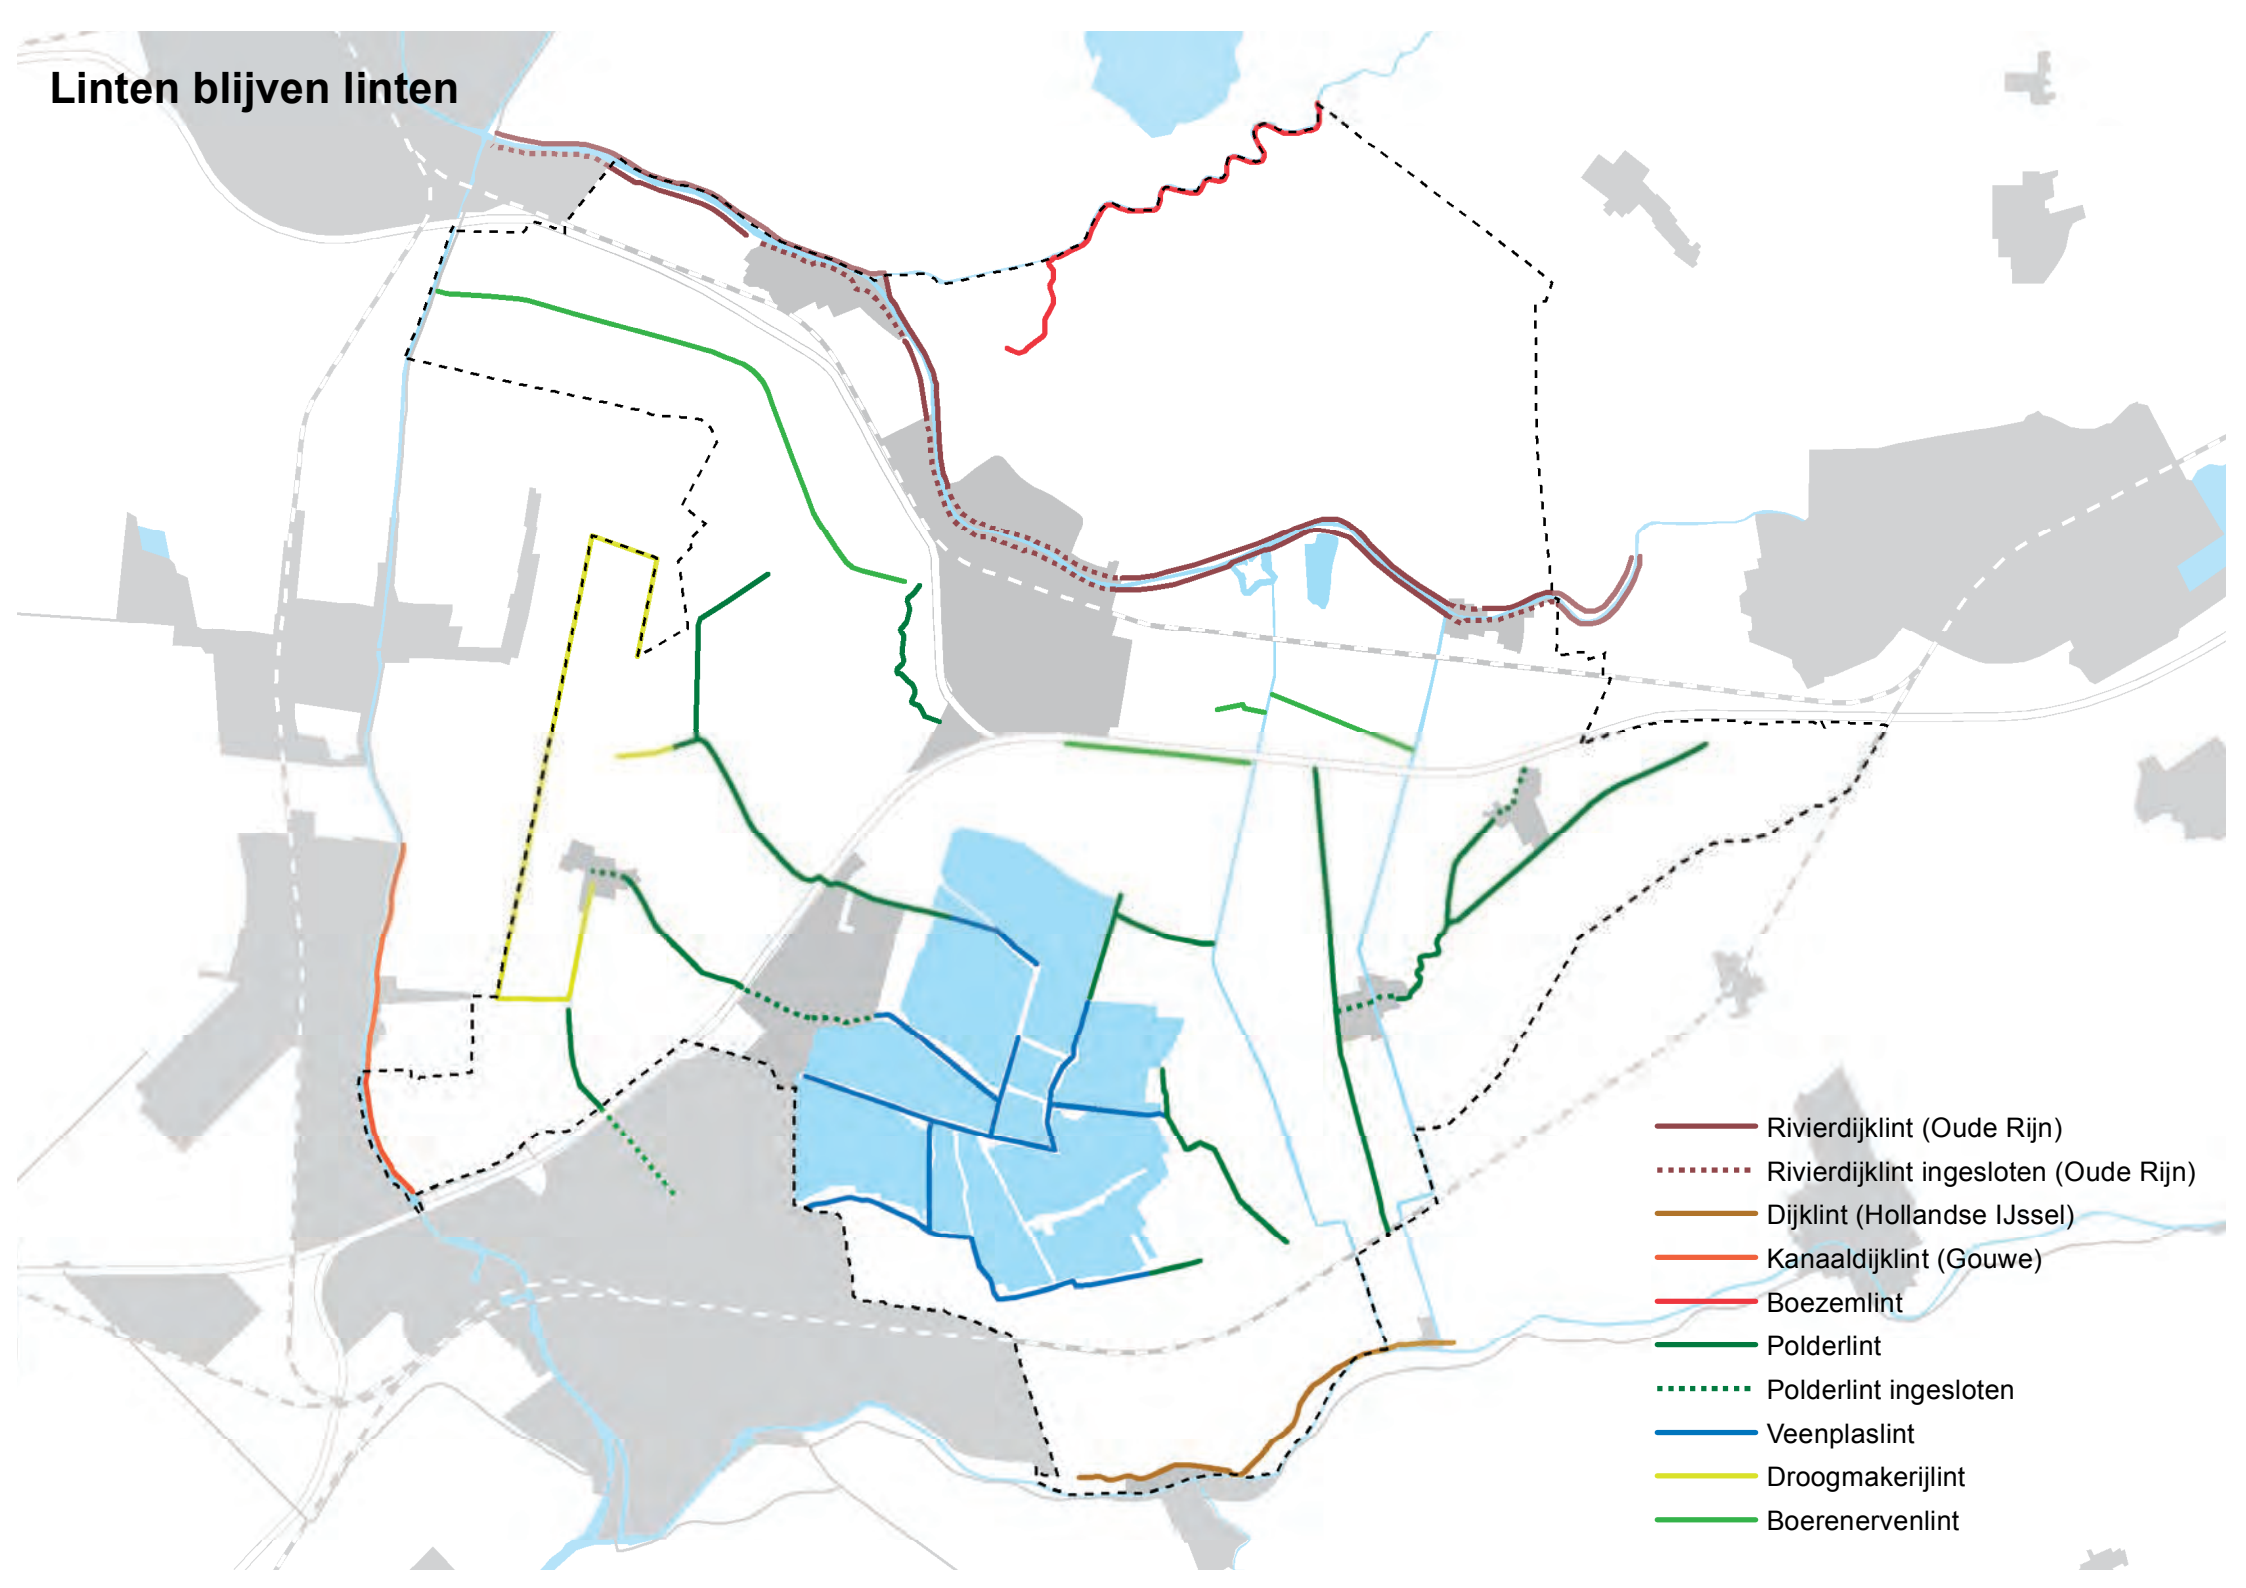 Linten blijven linten
Rivierdijklint (Oude Rijn)
Rivierdijklint ingesloten (Oude Rijn)
Dijklint (Hollandse IJssel)
Kanaaldijklint (Gouwe)
Boezemlint
Polderlint
Polderlint ingesloten
Veenplaslint
Droogmakerijlint
Boerenervenlint